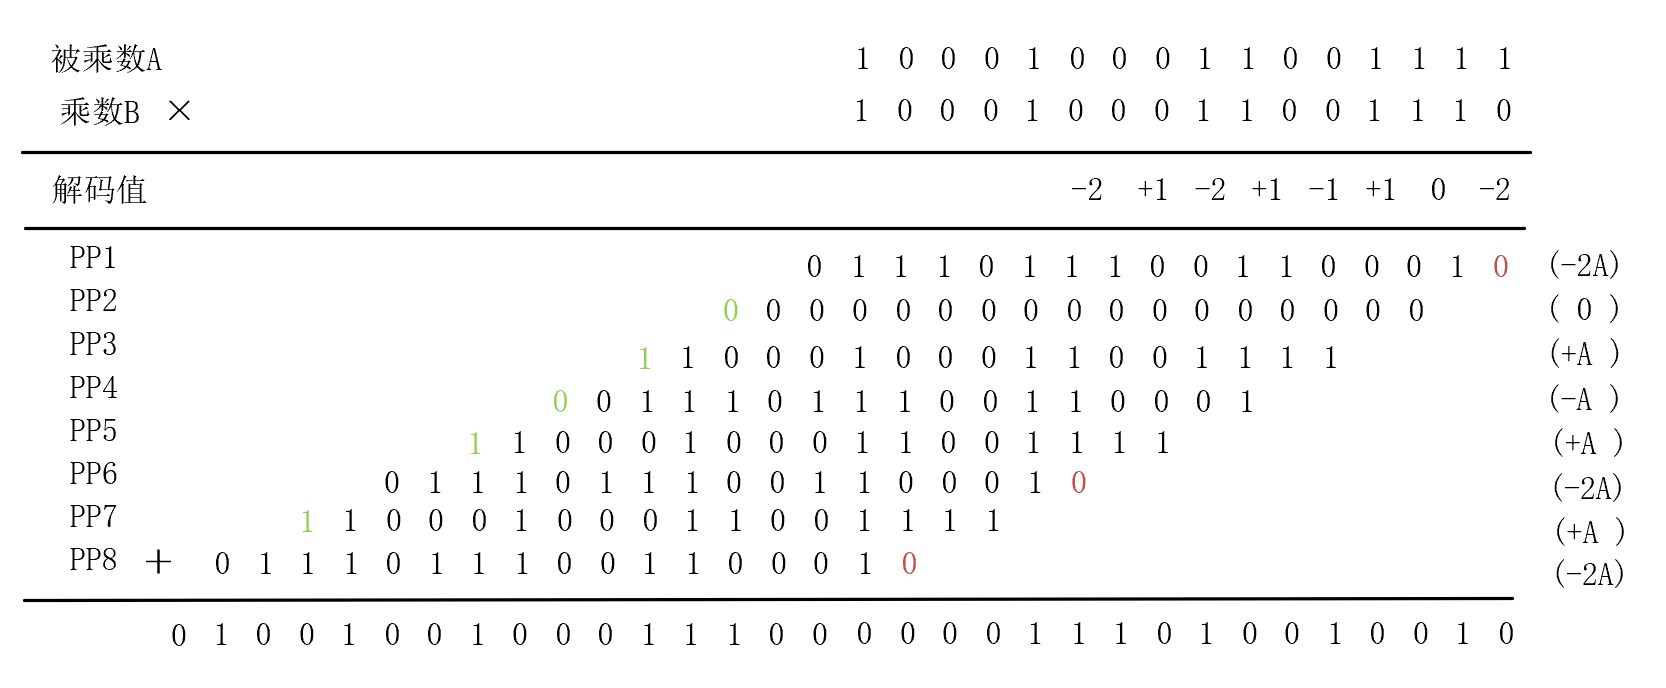 被乘数A 1 0 0 0 1 0 0 0 1 1 0 0 1 1 1 1
乘数B × 1 0 0 0 1 0 0 0 1 1 0 0 1 1 1 0
解码值 -2 +1 -2 +1 -1 +1 0 -2
PP1 0 1 1 1 0 1 1 1 0 0 1 1 0 0 0 1 0 (-2A)
PP2 0 0 0 0 0 0 0 0 0 0 0 0 0 0 0 0 0 ( 0 )
PP3 1 1 0 0 0 1 0 0 0 1 1 0 0 1 1 1 1 (+A )
PP4 0 0 1 1 1 0 1 1 1 0 0 1 1 0 0 0 1 (-A )
PP5 1 1 0 0 0 1 0 0 0 1 1 0 0 1 1 1 1 (+A )
PP6 0 1 1 1 0 1 1 1 0 0 1 1 0 0 0 1 0 (-2A)
PP7 1 1 0 0 0 1 0 0 0 1 1 0 0 1 1 1 1 (+A )
PP8 + 0 1 1 1 0 1 1 1 0 0 1 1 0 0 0 1 0 (-2A)
0 1 0 0 1 0 0 1 0 0 0 1 1 1 0 0 0 0 0 0 1 1 1 0 1 0 0 1 0 0 1 0